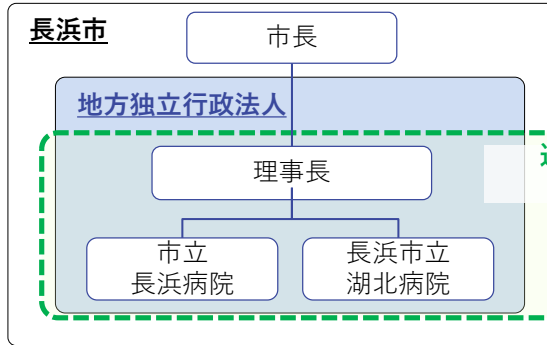 長浜市
市長
地方独立行政法人
理事長
市立
長浜病院
長浜市立
湖北病院